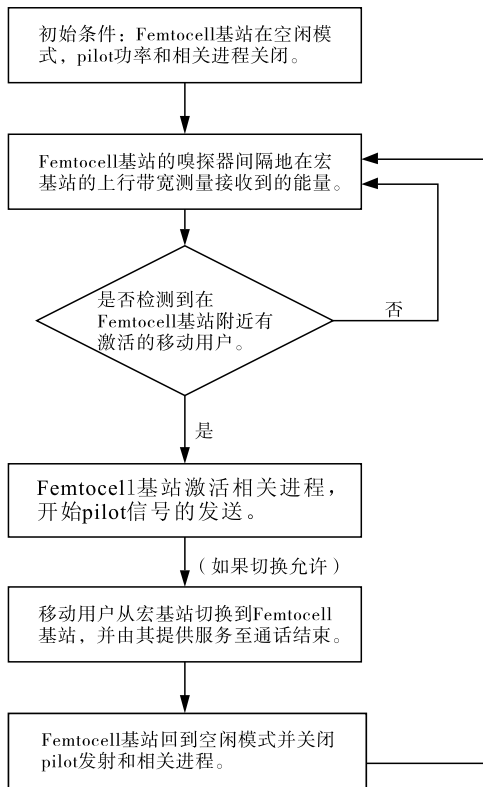 初始条件：Femtocell基站在空闲模
式，pilot功率和相关进程关闭。
Femtocell基站的嗅探器间隔地在宏
基站的上行带宽测量接收到的能量。
是否检测到在
Femtocell基站附近有
激活的移动用户。
否
是
Femtocell基站激活相关进程，
开始pilot信号的发送。
（如果切换允许）
移动用户从宏基站切换到Femtocell
基站，并由其提供服务至通话结束。
Femtocell基站回到空闲模式并关闭
pilot发射和相关进程。